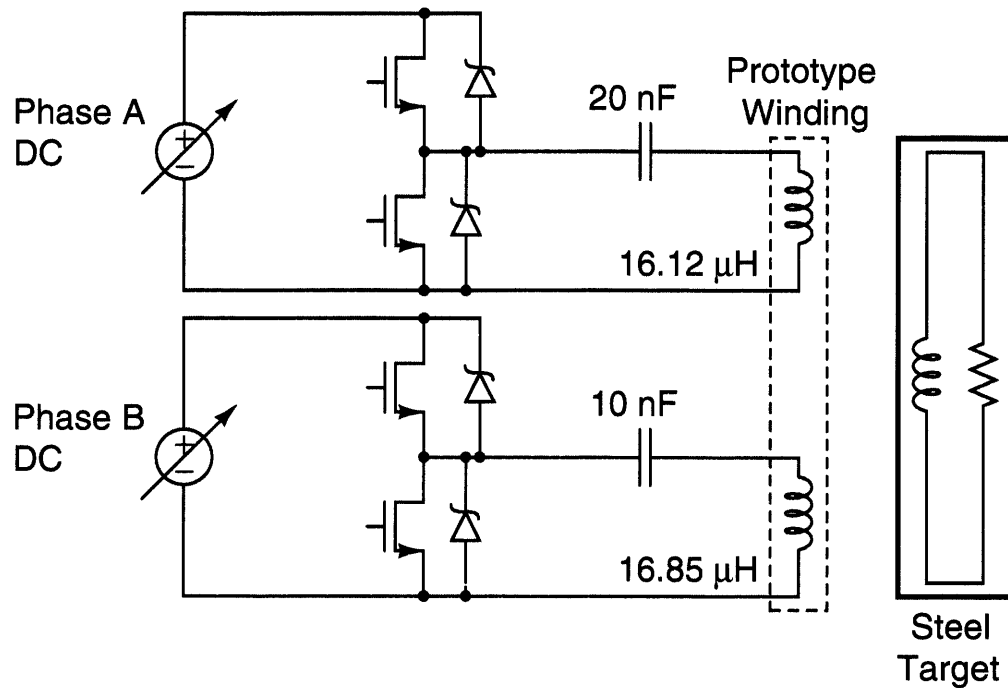 Prototype
Winding
20 nF
Phase A
DC
16.12 μH
Phase B
DC
10 nF
16.85 μH
Steel
Target